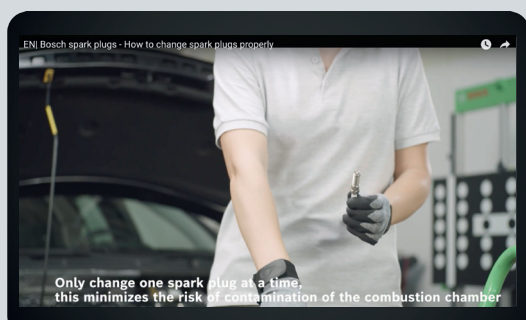 EN| Bosch spark plugs - How to change spark plugs properly
Only change one spark plug at a time,
this minimizes the risk of contamination of the combustion chamber